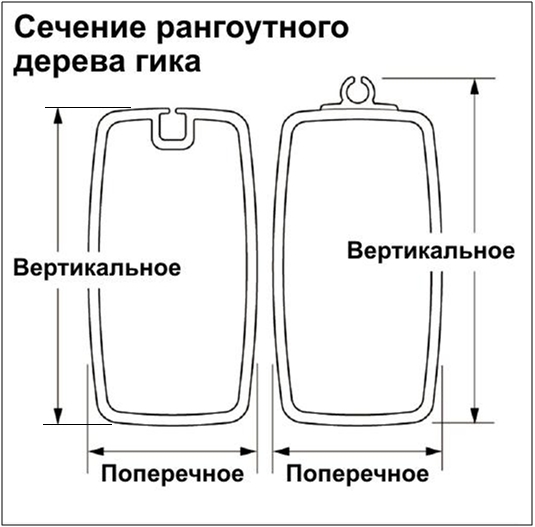 Сечение рангоутного
дерева гика
Вертикальное
Вертикальное
Поперечное
Поперечное